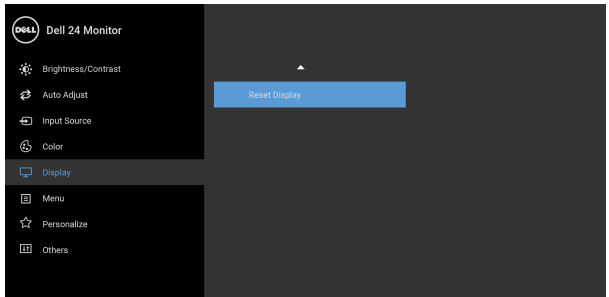 DELL
Dell 24 Monitor
Brightness/Contrast
Auto Adjust
Input Source
Color
Display
Menu
Personalize
Others
Reset Display